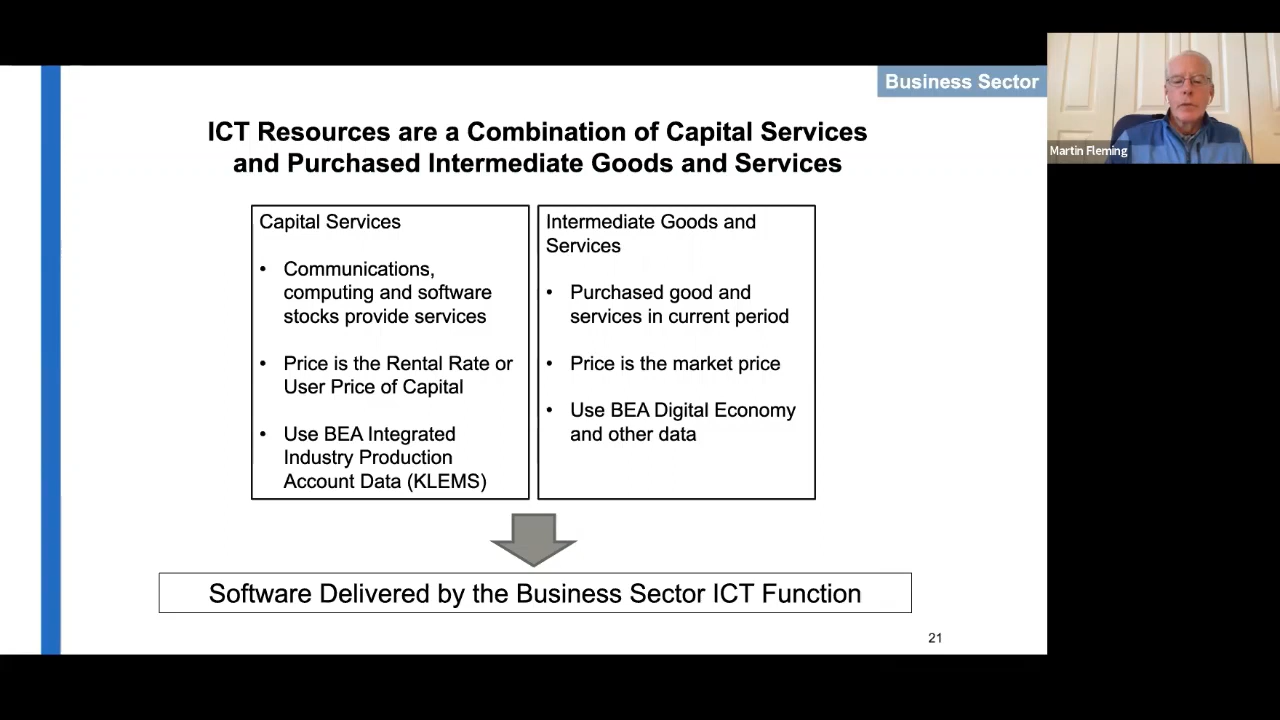 Business Sector
Martin Fleming
ICT Resources are a Combination of Capital Services
and Purchased Intermediate Goods and Services
Capital Services
• Communications,
computing and software
stocks provide services
• Price is the Rental Rate or
User Price of Capital
• Use BEA Integrated
Industry Production
Account Data (KLEMS)
Intermediate Goods and
Services
• Purchased good and
services in current period
• Price is the market price
• Use BEA Digital Economy
and other data
Software Delivered by the Business Sector ICT Function
21